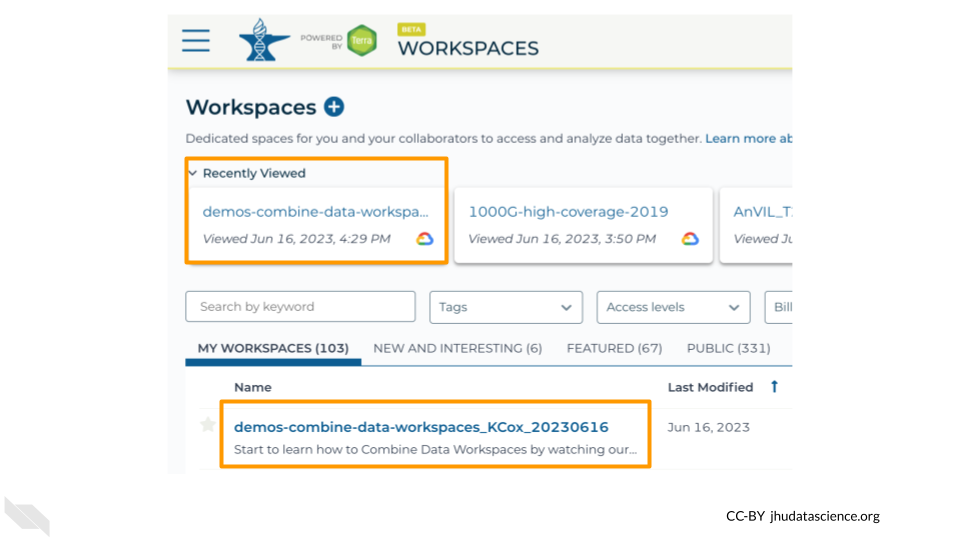 POWERED BY
Terra
BETA
WORKSPACES
Workspaces
Dedicated spaces for you and your collaborators to access and analyze data together. Learn more ab
Recently Viewed
demos-combine-data-workspa...
Viewed Jun 16, 2023, 4:29 PM
1000G-high-coverage-2019
Viewed Jun 16, 2023, 3:50 PM
AnVIL_T
Viewed Ju
Search by keyword
Tags
Access levels
Bill
MY WORKSPACES (103)
NEW AND INTERESTING (6)
FEATURED (67)
PUBLIC (331)
Name
Last Modified
demos-combine-data-workspaces_KCox_20230616
Jun 16, 2023
Start to learn how to Combine Data Workspaces by watching our...
CC-BY jhudatascience.org